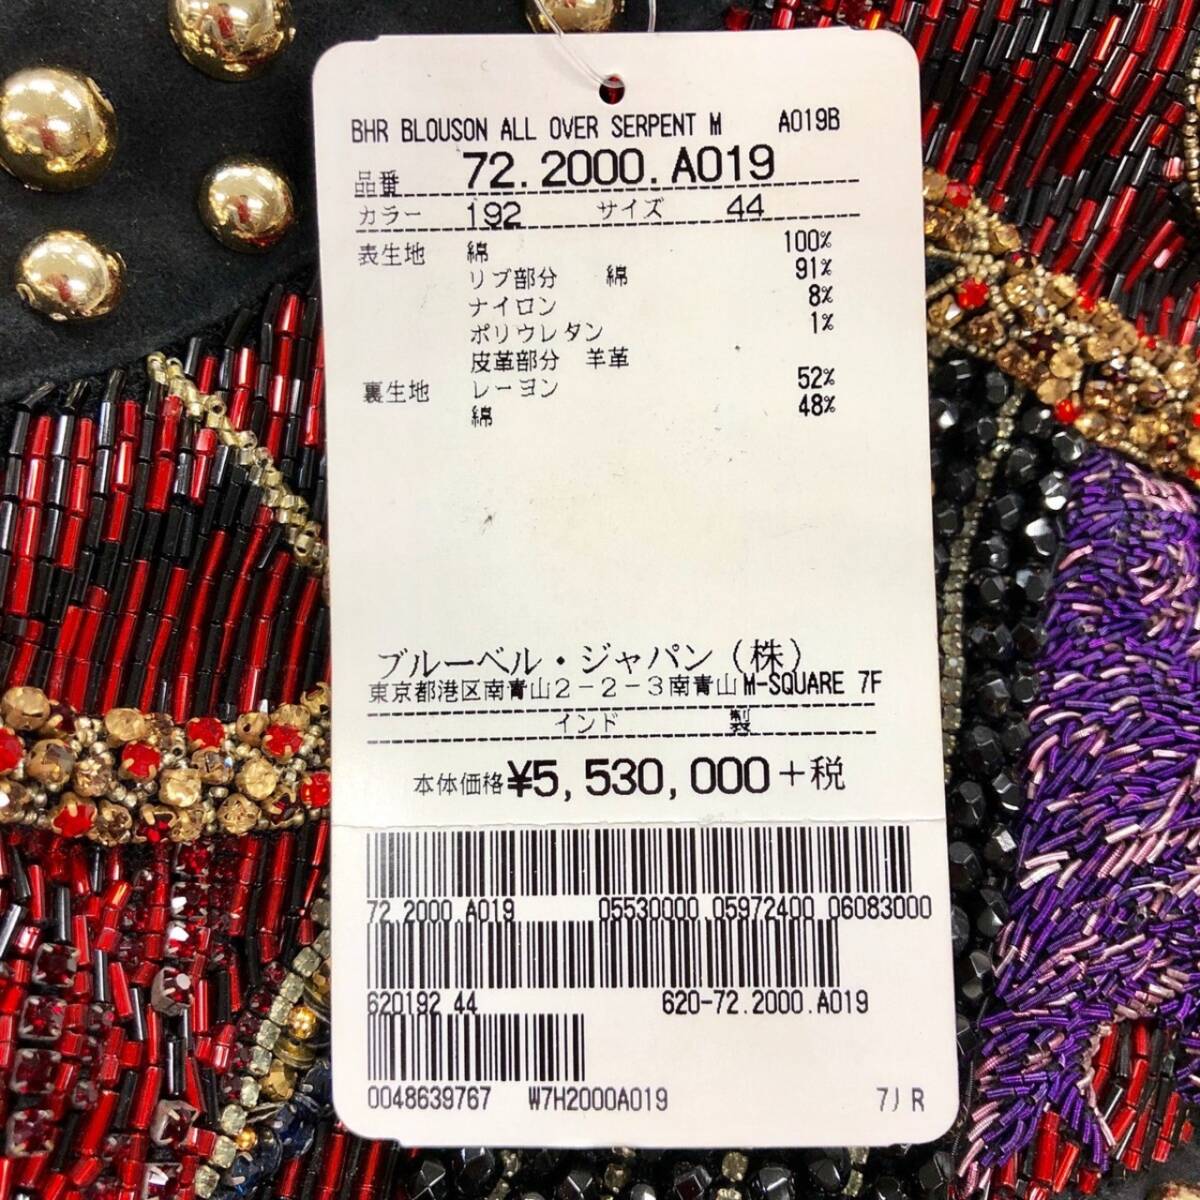 BHR BLOUSON ALL OVER SERPENT M A019B
品番 72.2000.A019
カラー 192 サイズ 44
表生地 綿 100%
リブ部分 綿 91%
ナイロン 8%
ポリウレタン 1%
皮革部分 羊革
裏生地 レーヨン 52%
綿 48%
ブルーベル・ジャパン(株)
東京都港区南青山2-2-3南青山M-SQUARE 7F
インド 製
本体価格¥5,530,000+税
72.2000.A019 05530000 05972400 06083000
620192 44 620-72.2000.A019
0048639767 W7H2000A019 7J R